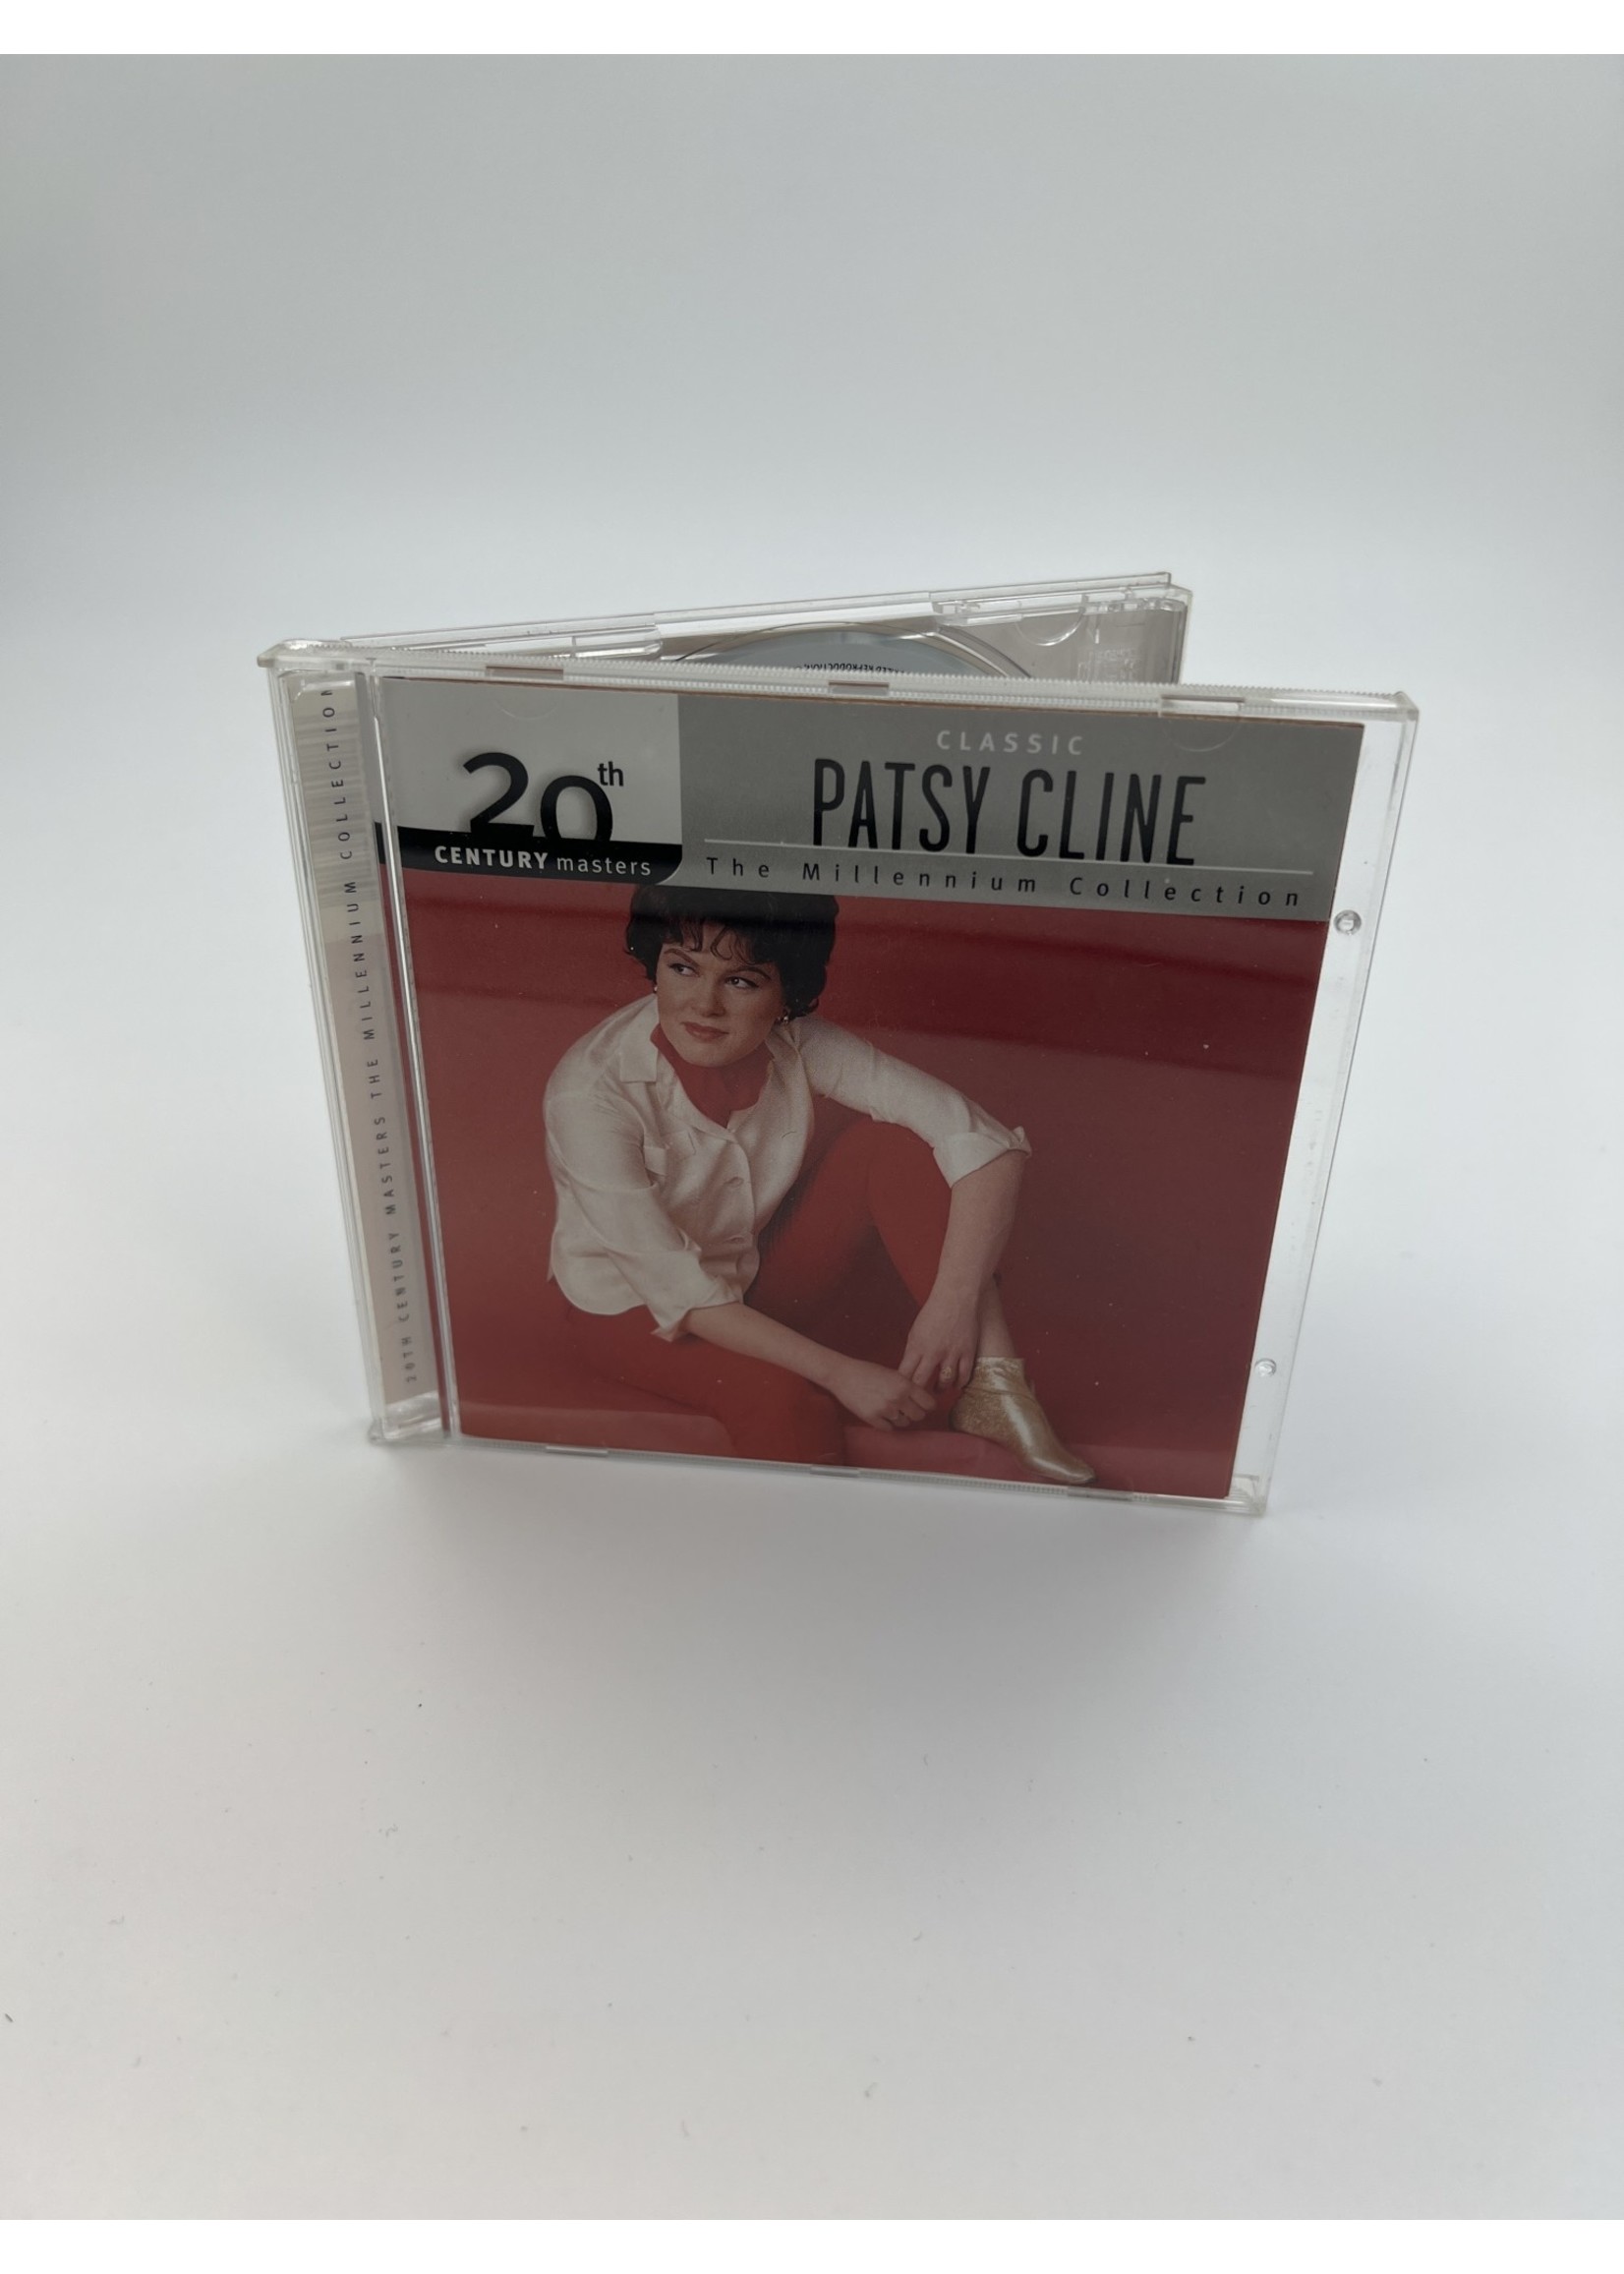 CLASSIC
20th
PATSY CLINE
CENTURY masters
The Millennium Collection
20TH CENTURY MASTERS THE MILLENNIUM COLLECTION